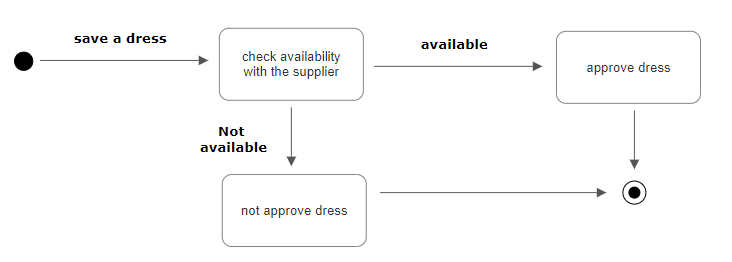 save a dress
check availability
with the supplier
available
approve dress
Not
available
not approve dress